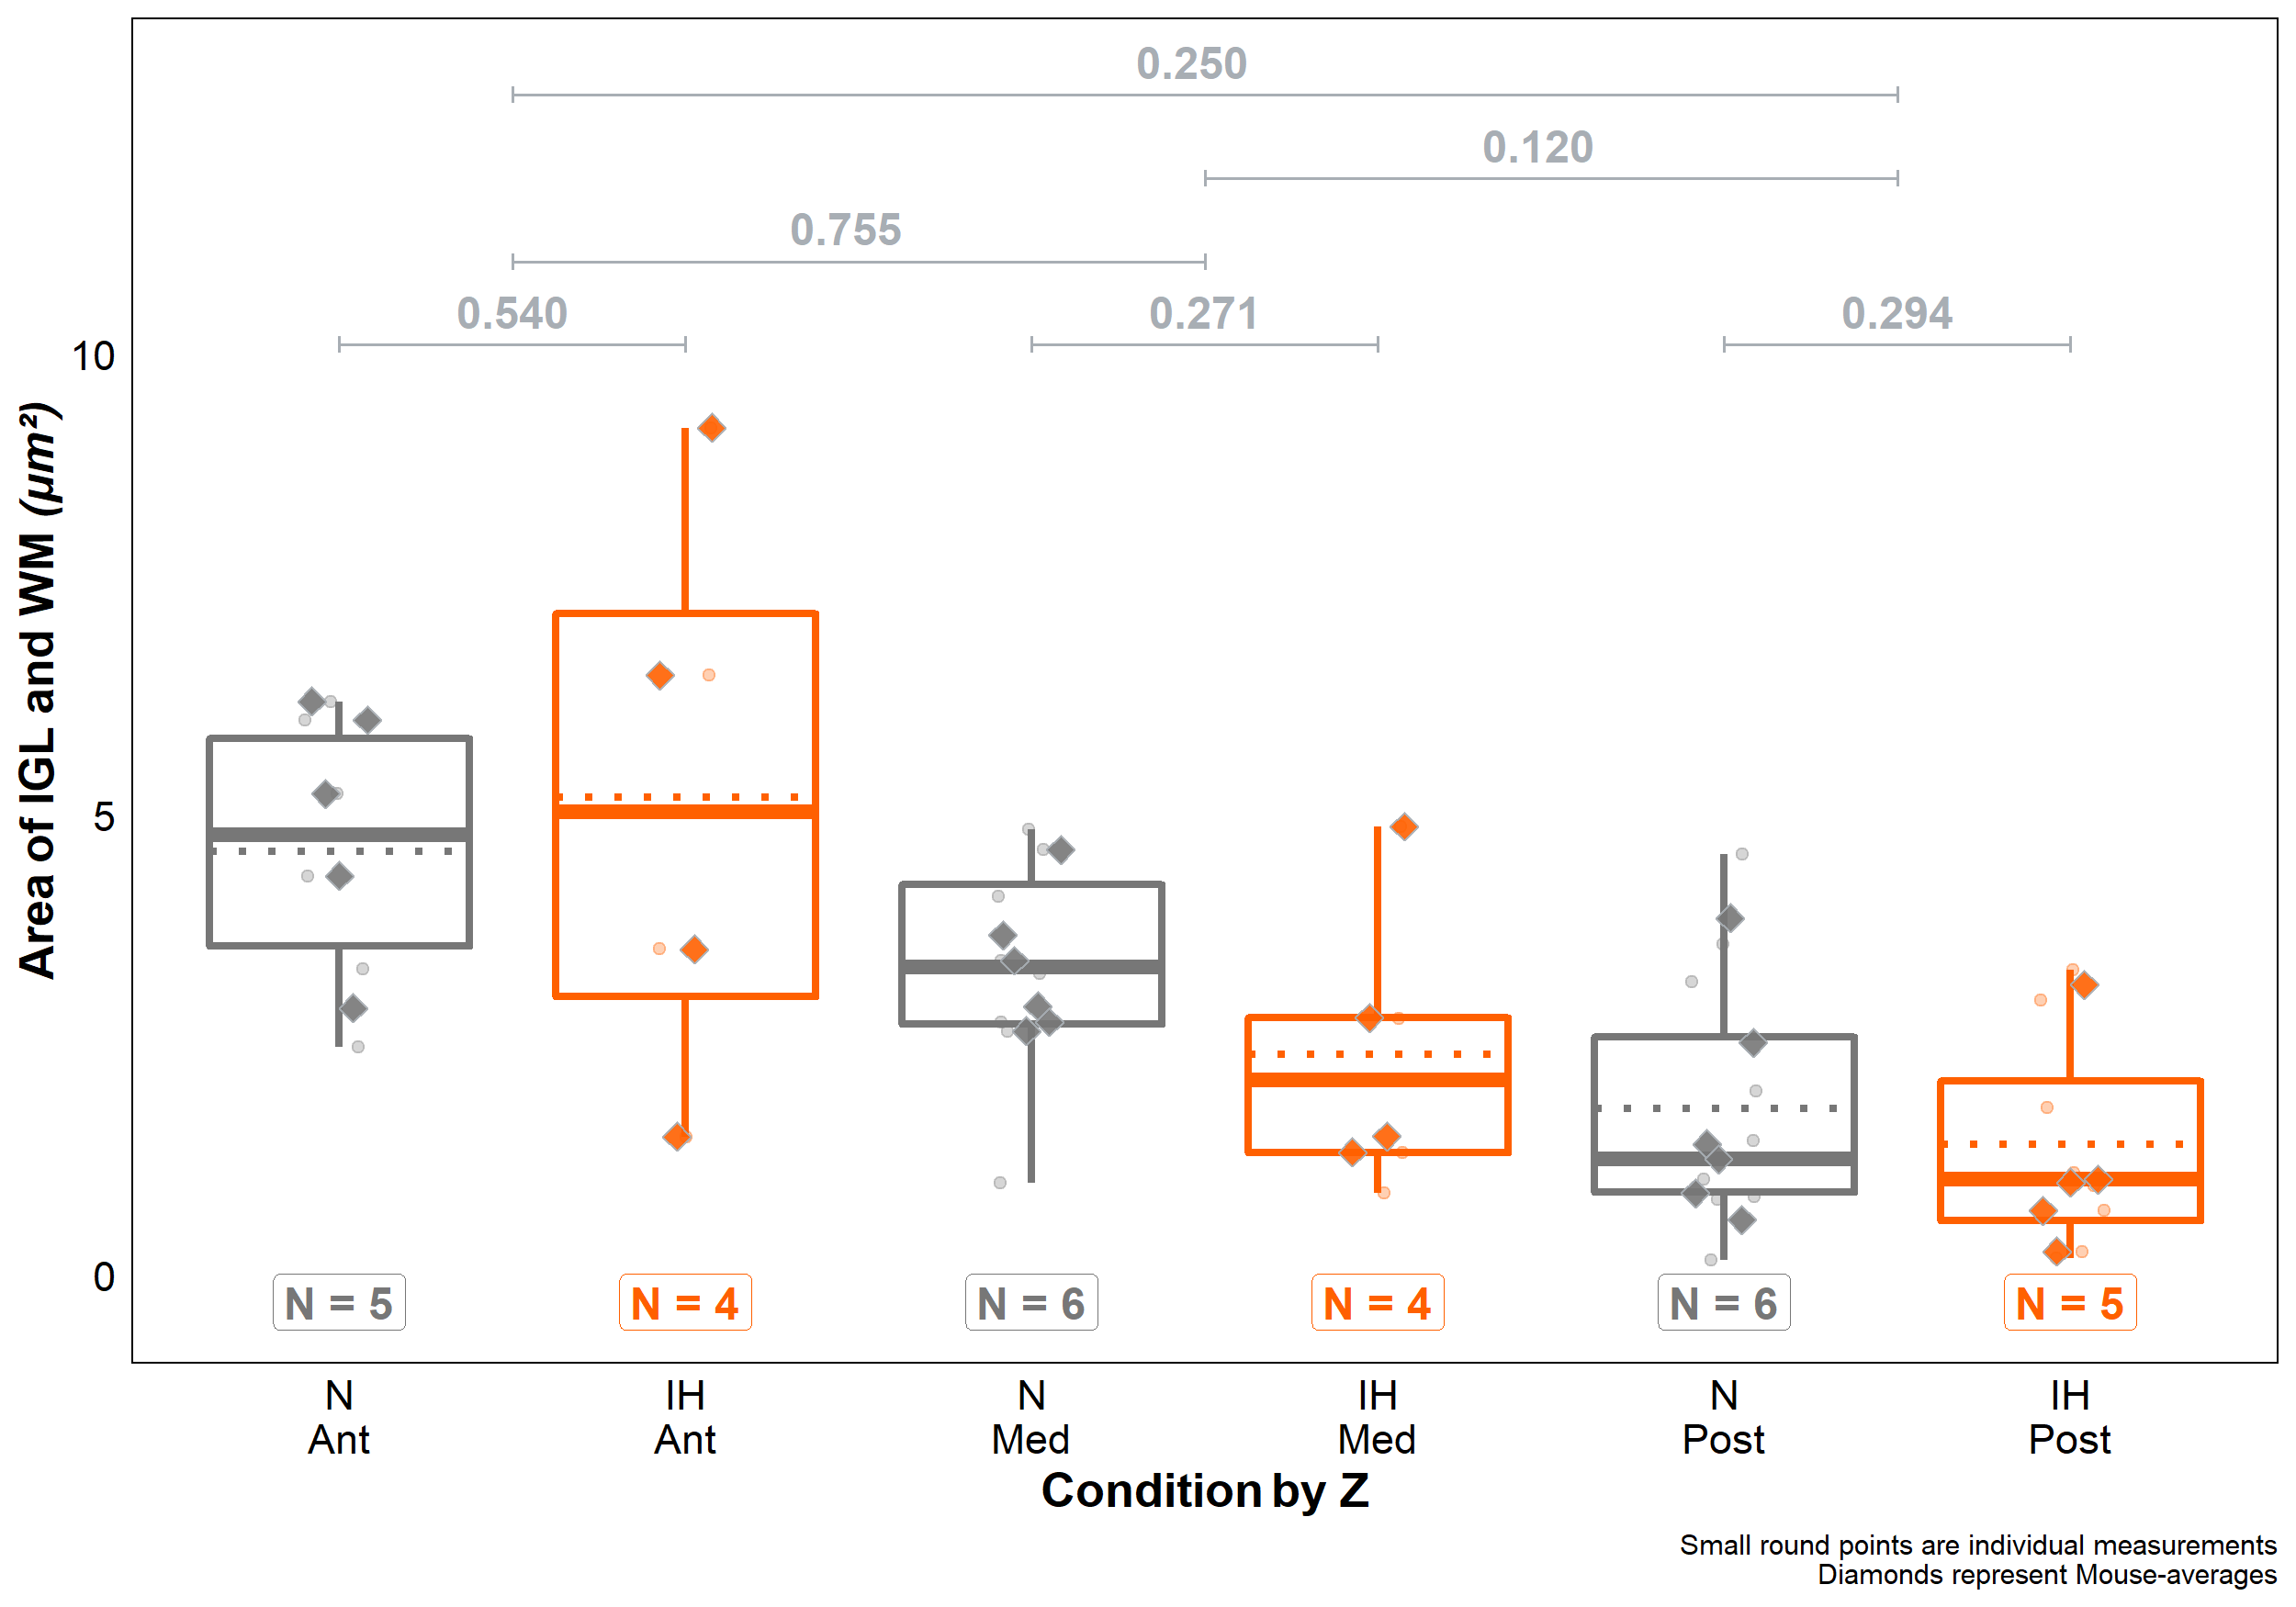 0.250
0.120
0.755
0.540
0.271
0.294
10
5
0
Area of IGL and WM (µm²)
N = 5
N = 4
N = 6
N = 4
N = 6
N = 5
N
Ant
IH
Ant
N
Med
IH
Med
N
Post
IH
Post
Condition by Z
Small round points are individual measurements
Diamonds represent Mouse-averages